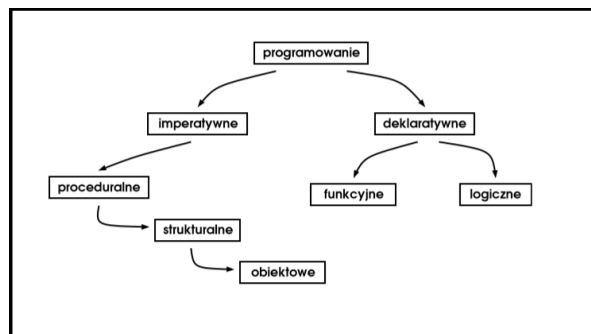 programowanie
imperatywne
deklaratywne
proceduralne
funkcyjne
logiczne
strukturalne
obiektowe